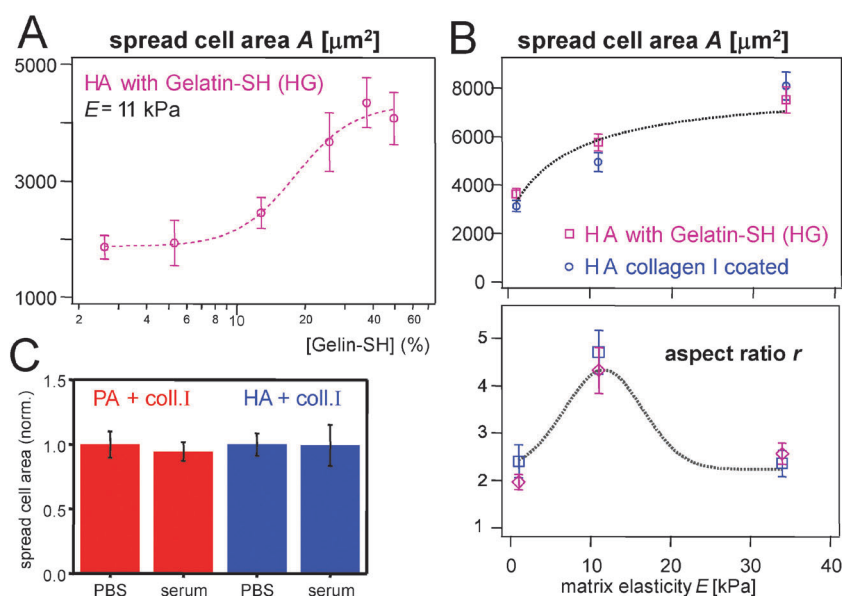 A
spread cell area A [μm²]
5000
3000
1000
HA with Gelatin-SH (HG)
E= 11 kPa
2
4
6
8
10
20
40
60
[Gelin-SH] (%)
B
spread cell area A [μm²]
8000
6000
4000
2000
0
HA with Gelatin-SH (HG)
HA collagen I coated
5
4
3
2
1
aspect ratio r
0
10
20
30
40
matrix elasticity E [kPa]
C
spread cell area (norm.)
1.5
1.0
0.5
0.0
PA + coll.I
HA + coll.I
PBS
serum
PBS
serum